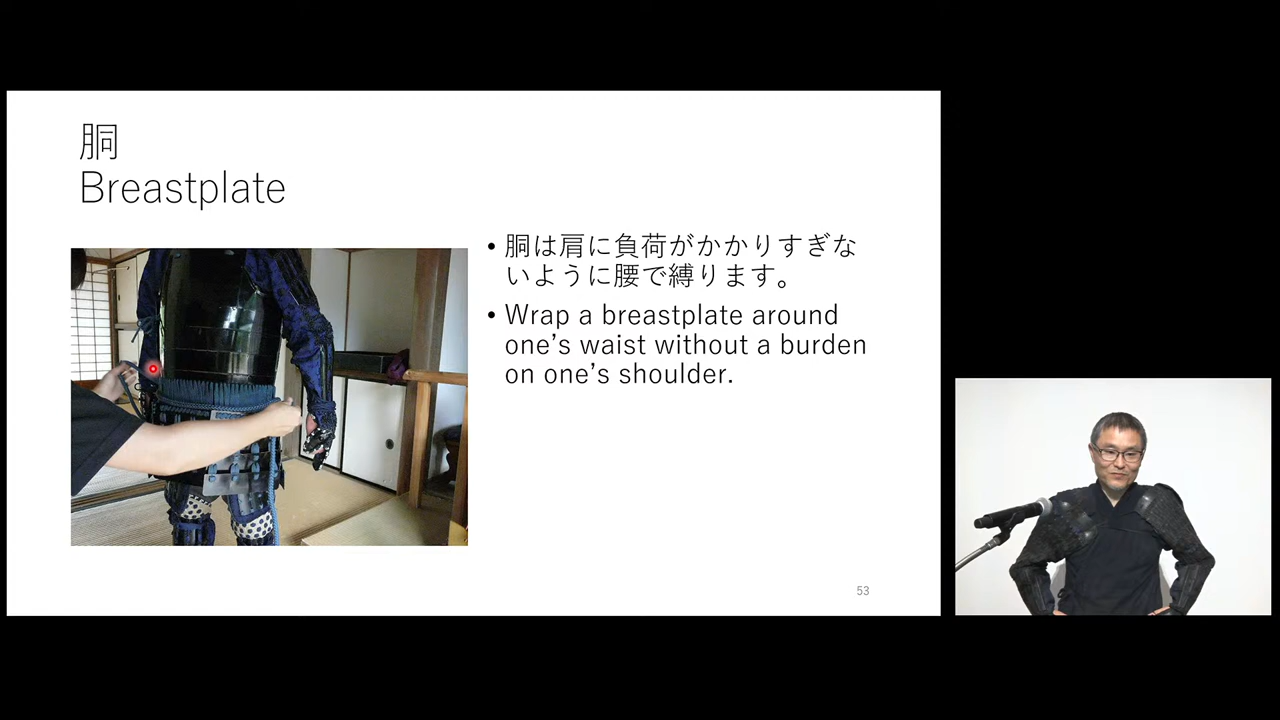 胴
Breastplate
• 胴は肩に負荷がかかりすぎな
いように腰で縛ります。
• Wrap a breastplate around
one’s waist without a burden
on one’s shoulder.
53